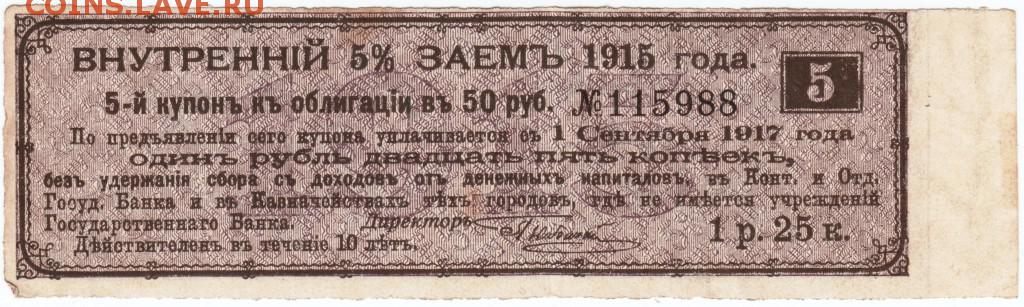 COINS.LAVE.RU
ВНУТРЕННІЙ 5% ЗАЕМЪ 1915 года.
5
5-й купонъ къ облигаціи въ 50 руб. №115988
По предъявленіи сего купона уплачивается съ 1 Сентября 1917 года
одинъ рубль двадцать пять копѣекъ,
безъ удержанія сбора съ доходовъ отъ денежныхъ капиталовъ, въ Конт. и Отд.
Госуд. Банка и въ Казначействахъ тѣхъ городовъ, гдѣ не имѣется учрежденій
Государственнаго Банка. Директоръ
Дѣйствителенъ въ теченіе 10 лѣтъ. 1 р. 25 к.